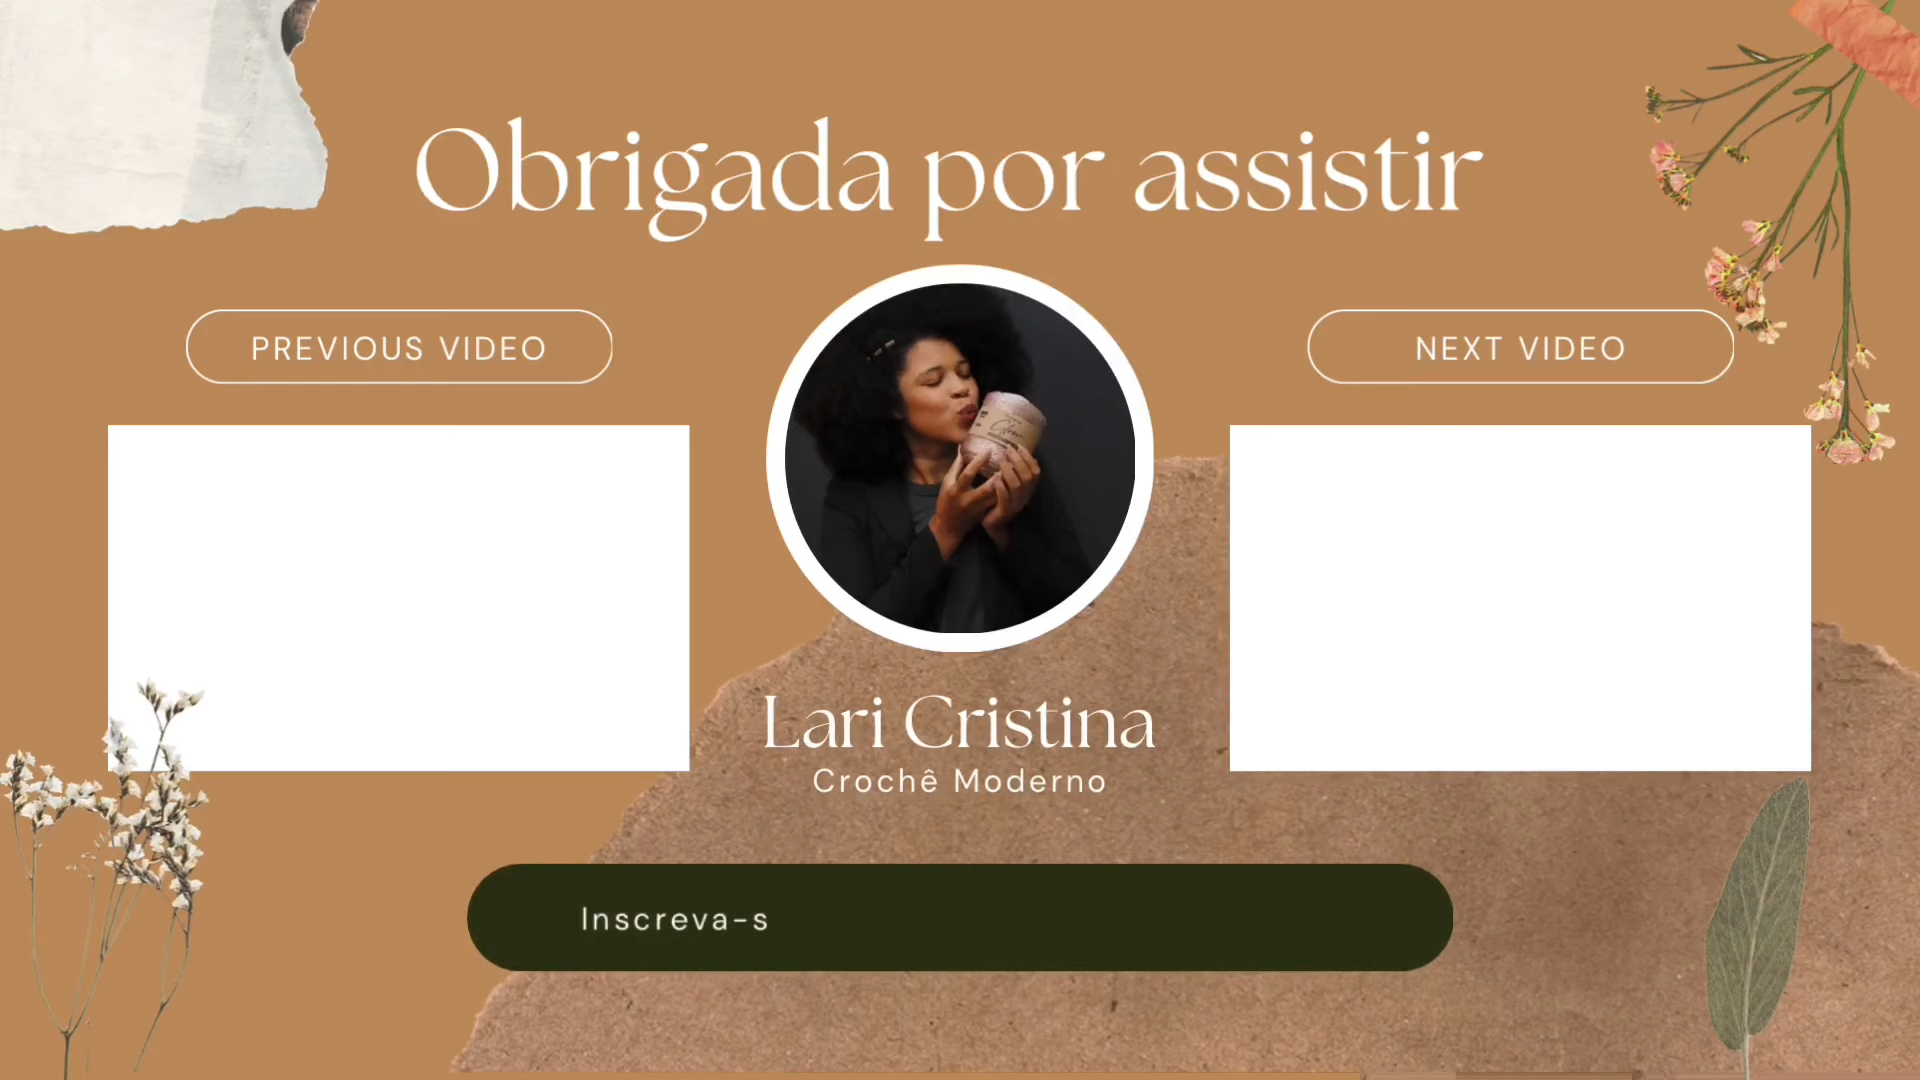 Obrigada por assistir
PREVIOUS VIDEO
NEXT VIDEO
Lari Cristina
Crochê Moderno
Inscreva-s